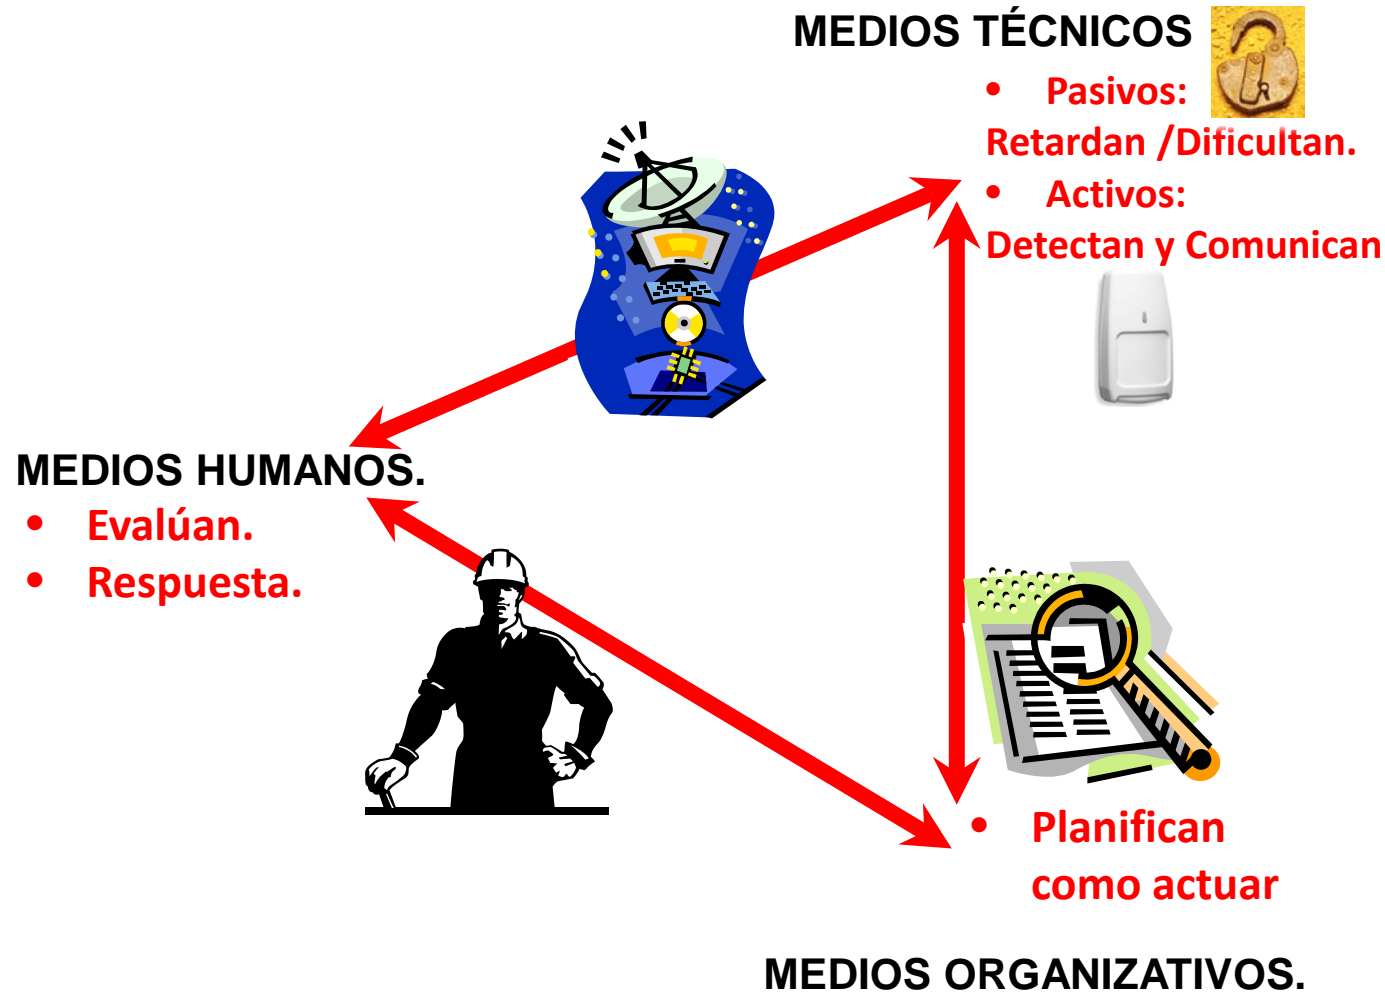 MEDIOS TÉCNICOS
• Pasivos:
Retardan /Dificultan.
• Activos:
Detectan y Comunican
MEDIOS HUMANOS.
• Evalúan.
• Respuesta.
• Planifican
como actuar
MEDIOS ORGANIZATIVOS.